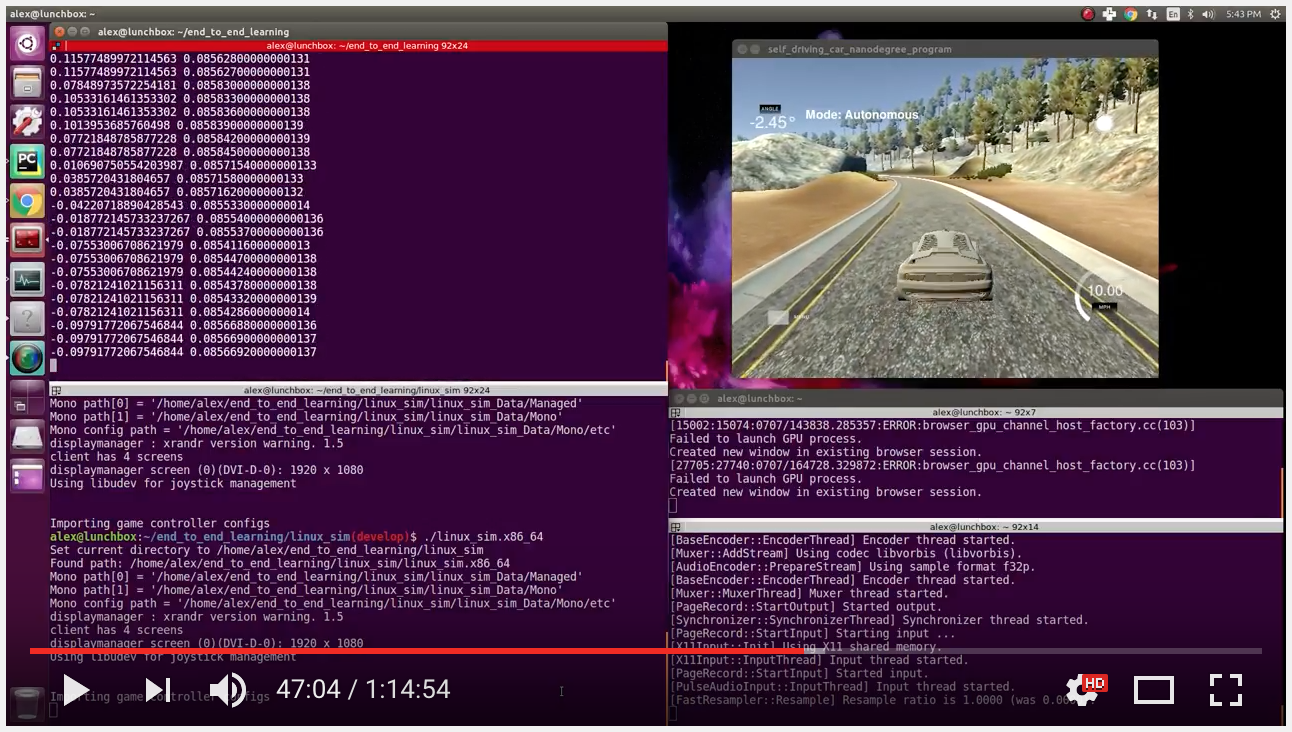 alex@lunchbox: ~
En
5:43 PM
alex@lunchbox: ~/end_to_end_learning
alex@lunchbox: ~/end_to_end_learning 92x24
0.11577489972114563 0.08562800000000131
0.11577489972114563 0.08562700000000131
0.07848973572254181 0.08583000000000138
0.10533161461353302 0.08583300000000138
0.10533161461353302 0.08583600000000138
0.1013953685760498 0.08583900000000139
0.07721848785877228 0.08584200000000139
0.07721848785877228 0.08584500000000138
0.010690750554203987 0.08571540000000133
0.0385720431804657 0.08571580000000133
0.0385720431804657 0.08571620000000132
-0.04220718890428543 0.0855330000000014
-0.018772145733237267 0.08554000000000136
-0.018772145733237267 0.08553700000000136
-0.07553006708621979 0.0854116000000013
-0.07553006708621979 0.08544700000000138
-0.07553006708621979 0.08544240000000138
-0.07821241021156311 0.08543780000000138
-0.07821241021156311 0.08543320000000139
-0.07821241021156311 0.0854286000000014
-0.09791772067546844 0.08566880000000136
-0.09791772067546844 0.08566900000000137
-0.09791772067546844 0.08566920000000137
PC
self_driving_car_nanodegree_program
ANGLE
-2.45°
Mode: Autonomous
10.00
MPH
alex@lunchbox: ~/end_to_end_learning/linux_sim 92x24
Mono path[0] = '/home/alex/end_to_end_learning/linux_sim/linux_sim_Data/Managed'
Mono path[1] = '/home/alex/end_to_end_learning/linux_sim/linux_sim_Data/Mono'
Mono config path = '/home/alex/end_to_end_learning/linux_sim/linux_sim_Data/Mono/etc'
displaymanager : xrandr version warning. 1.5
client has 4 screens
displaymanager screen (0)(DVI-D-0): 1920 x 1080
Using libudev for joystick management
Importing game controller configs
alex@lunchbox:~/end_to_end_learning/linux_sim(develop)$ ./linux_sim.x86_64
Set current directory to /home/alex/end_to_end_learning/linux_sim
Found path: /home/alex/end_to_end_learning/linux_sim/linux_sim.x86_64
Mono path[0] = '/home/alex/end_to_end_learning/linux_sim/linux_sim_Data/Managed'
Mono path[1] = '/home/alex/end_to_end_learning/linux_sim/linux_sim_Data/Mono'
Mono config path = '/home/alex/end_to_end_learning/linux_sim/linux_sim_Data/Mono/etc'
displaymanager : xrandr version warning. 1.5
client has 4 screens
displaymanager screen (0)(DVI-D-0): 1920 x 1080
Using libudev for joystick management
Importing game controller configs
alex@lunchbox: ~
alex@lunchbox: ~ 92x7
[15002:15074:0707/143838.285357:ERROR:browser_gpu_channel_host_factory.cc(103)]
Failed to launch GPU process.
Created new window in existing browser session.
[27705:27740:0707/164728.329872:ERROR:browser_gpu_channel_host_factory.cc(103)]
Failed to launch GPU process.
Created new window in existing browser session.
alex@lunchbox: ~ 92x14
[BaseEncoder::EncoderThread] Encoder thread started.
[Muxer::AddStream] Using codec libvorbis (libvorbis).
[AudioEncoder::PrepareStream] Using sample format f32p.
[BaseEncoder::EncoderThread] Encoder thread started.
[Muxer::MuxerThread] Muxer thread started.
[PageRecord::StartOutput] Started output.
[Synchronizer::SynchronizerThread] Synchronizer thread started.
[PageRecord::StartInput] Starting input ...
[X11Input::Init] Using X11 shared memory.
[X11Input::InputThread] Input thread started.
[PageRecord::StartInput] Started input.
[PulseAudioInput::InputThread] Input thread started.
[FastResampler::Resample] Resample ratio is 1.0000 (was
47:04 / 1:14:54
HD